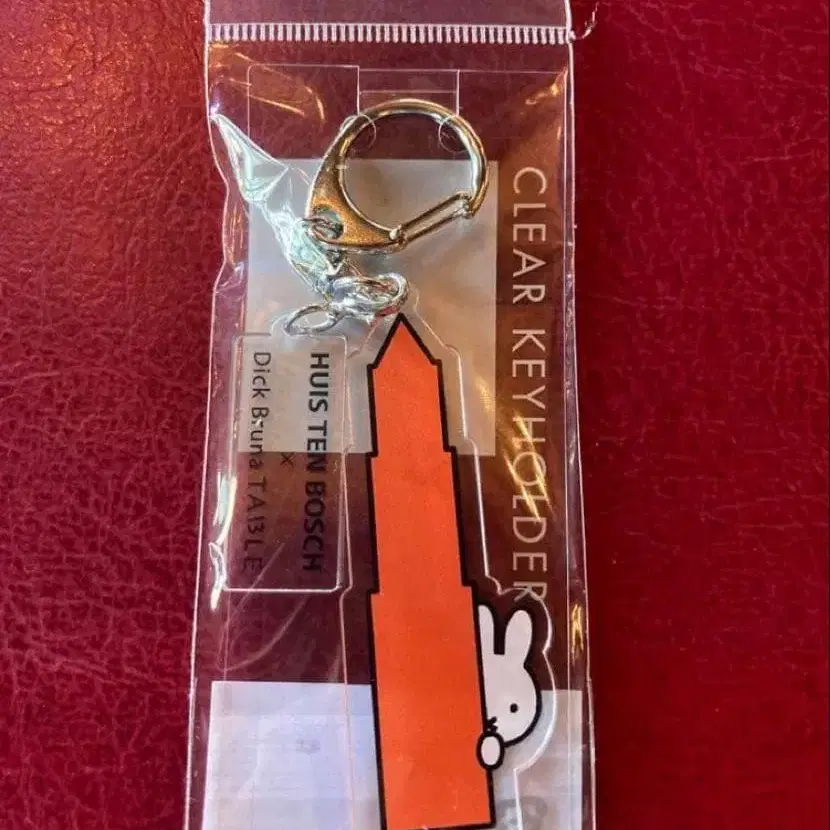 CLEAR KEYHOLDER
HUIS TEN BOSCH
×
Dick Bruna TABLE